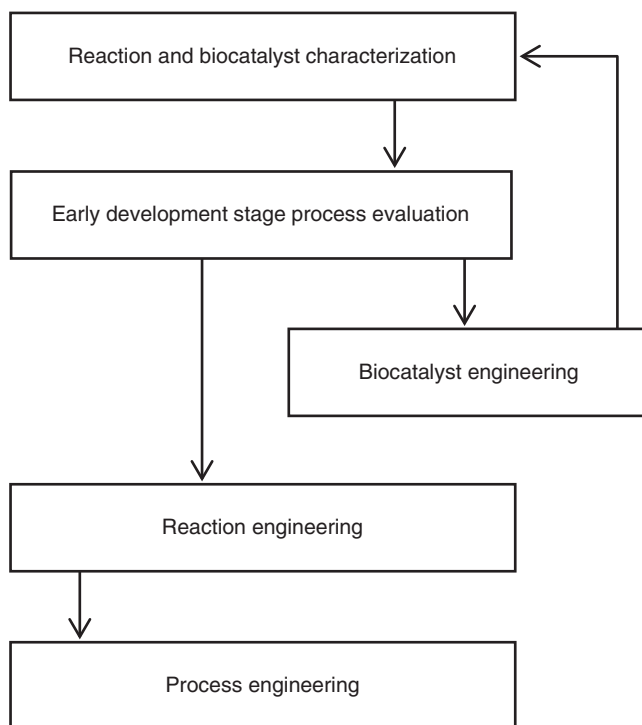 Reaction and biocatalyst characterization
Early development stage process evaluation
Biocatalyst engineering
Reaction engineering
Process engineering